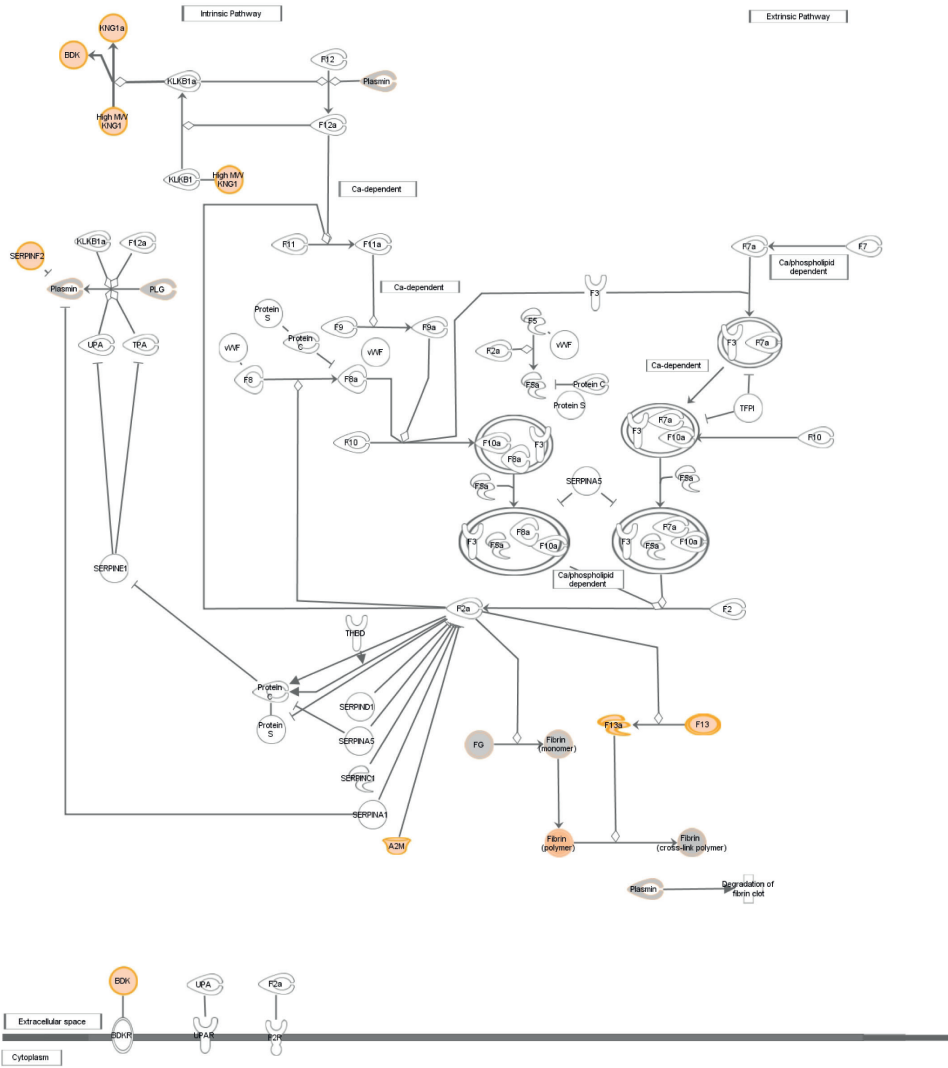 Intrinsic Pathway
Extrinsic Pathway
KNG1a
BDK
F12
KLKB1a
Plasmin
High MW
KNG1
F12a
KLKB1
High MW
KNG1
Ca-dependent
F11
F11a
F7a
F7
Ca/phospholipid
dependent
KLKB1a
F12a
SERPINF2
Plasmin
PLG
Ca-dependent
F3
Protein
S
F9
F9a
F5
vWF
F3
F7a
UPA
TPA
vWF
Protein
C
vWF
F2a
Ca-dependent
F8
F8a
F5a
Protein C
Protein S
TFPI
F10
F10a
F3
F8a
F7a
F3
F10a
F10
F5a
SERPINA5
F5a
F8a
F3
F5a
F10a
F7a
F3
F5a
F10a
SERPINE1
Ca/phospholipid
dependent
F2a
F2
THBD
Protein
C
SERPIND1
Protein
S
SERPINA5
F13a
F13
FG
Fibrin
(monomer)
SERPINC1
SERPINA1
A2M
Fibrin
(polymer)
Fibrin
(cross-link polymer)
Plasmin
Degradation of
fibrin clot
BDK
UPA
F2a
Extracellular space
BDKR
UPAR
F2R
Cytoplasm